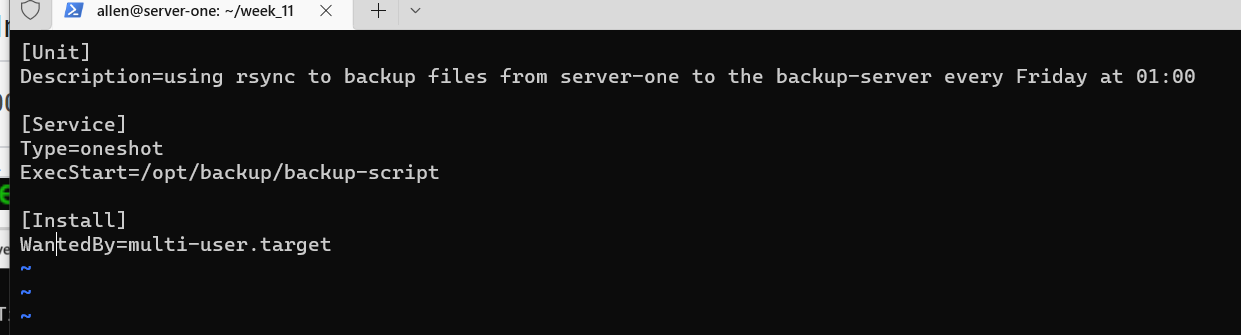 allen@server-one: ~/week_11
[Unit]
Description=using rsync to backup files from server-one to the backup-server every Friday at 01:00
[Service]
Type=oneshot
ExecStart=/opt/backup/backup-script
[Install]
WantedBy=multi-user.target
~
~
~